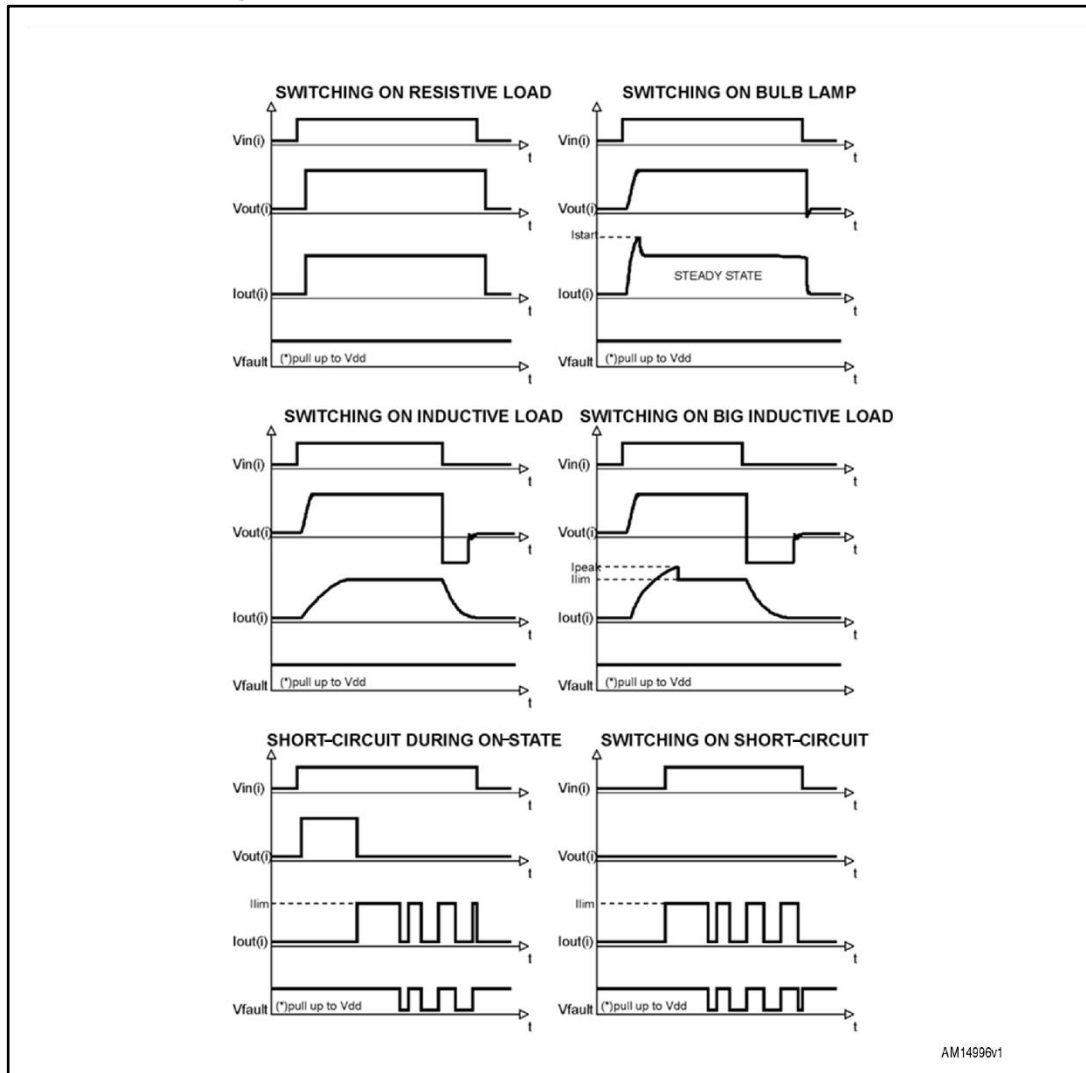 SWITCHING ON RESISTIVE LOAD
Vin(i)
t
Vout(i)
t
Iout(i)
t
Vfault
(*)pull up to Vdd
t
SWITCHING ON BULB LAMP
Vin(i)
t
Vout(i)
t
Istart
STEADY STATE
Iout(i)
t
Vfault
(*)pull up to Vdd
t
SWITCHING ON INDUCTIVE LOAD
Vin(i)
t
Vout(i)
t
Iout(i)
t
Vfault
(*)pull up to Vdd
t
SWITCHING ON BIG INDUCTIVE LOAD
Vin(i)
t
Vout(i)
t
Ipeak
Ilim
Iout(i)
t
Vfault
(*)pull up to Vdd
t
SHORT-CIRCUIT DURING ON-STATE
Vin(i)
t
Vout(i)
t
Ilim
Iout(i)
t
Vfault
(*)pull up to Vdd
t
SWITCHING ON SHORT-CIRCUIT
Vin(i)
t
Vout(i)
t
Ilim
Iout(i)
t
Vfault
(*)pull up to Vdd
t
AM14996v1